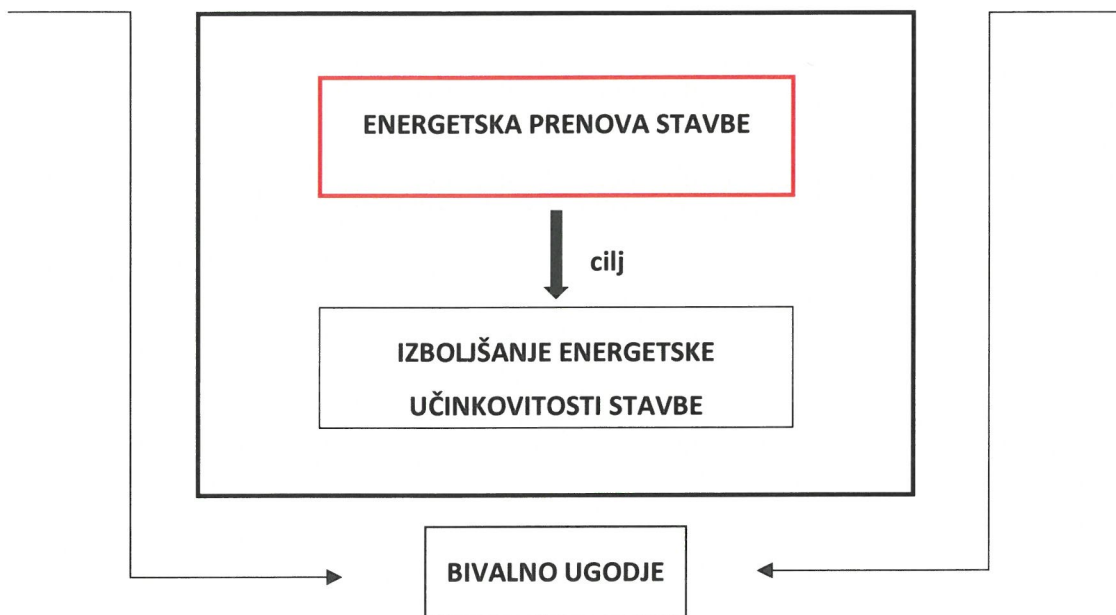 ENERGETSKA PRENOVA STAVBE
cilj
IZBOLJŠANJE ENERGETSKE
UČINKOVITOSTI STAVBE
BIVALNO UGODJE